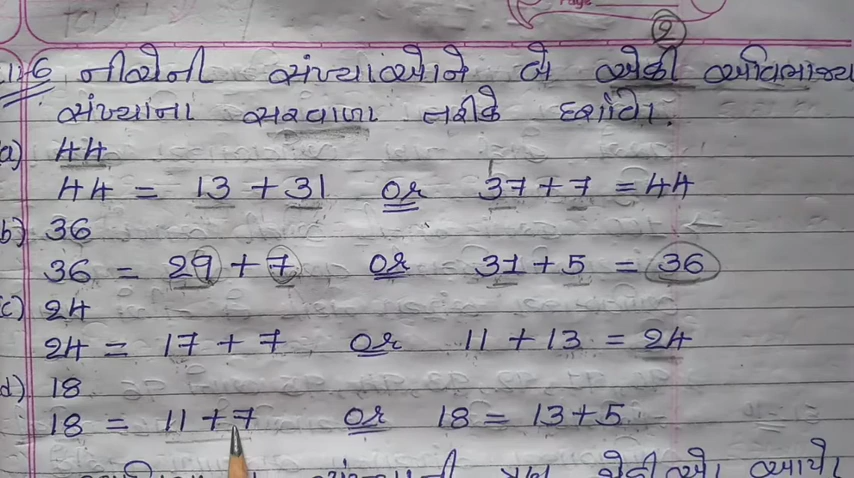 2
1.6 નીચેની સંખ્યાઓને બે એકી અવિભાજ્ય
સંખ્યાના સરવાળા તરીકે દર્શાવો.
a) 44
44 = 13 + 31 or 37 + 7 = 44
b) 36
36 = 29 + 7 or 31 + 5 = 36
c) 24
24 = 17 + 7 or 11 + 13 = 24
d) 18
18 = 11 + 7 or 18 = 13 + 5